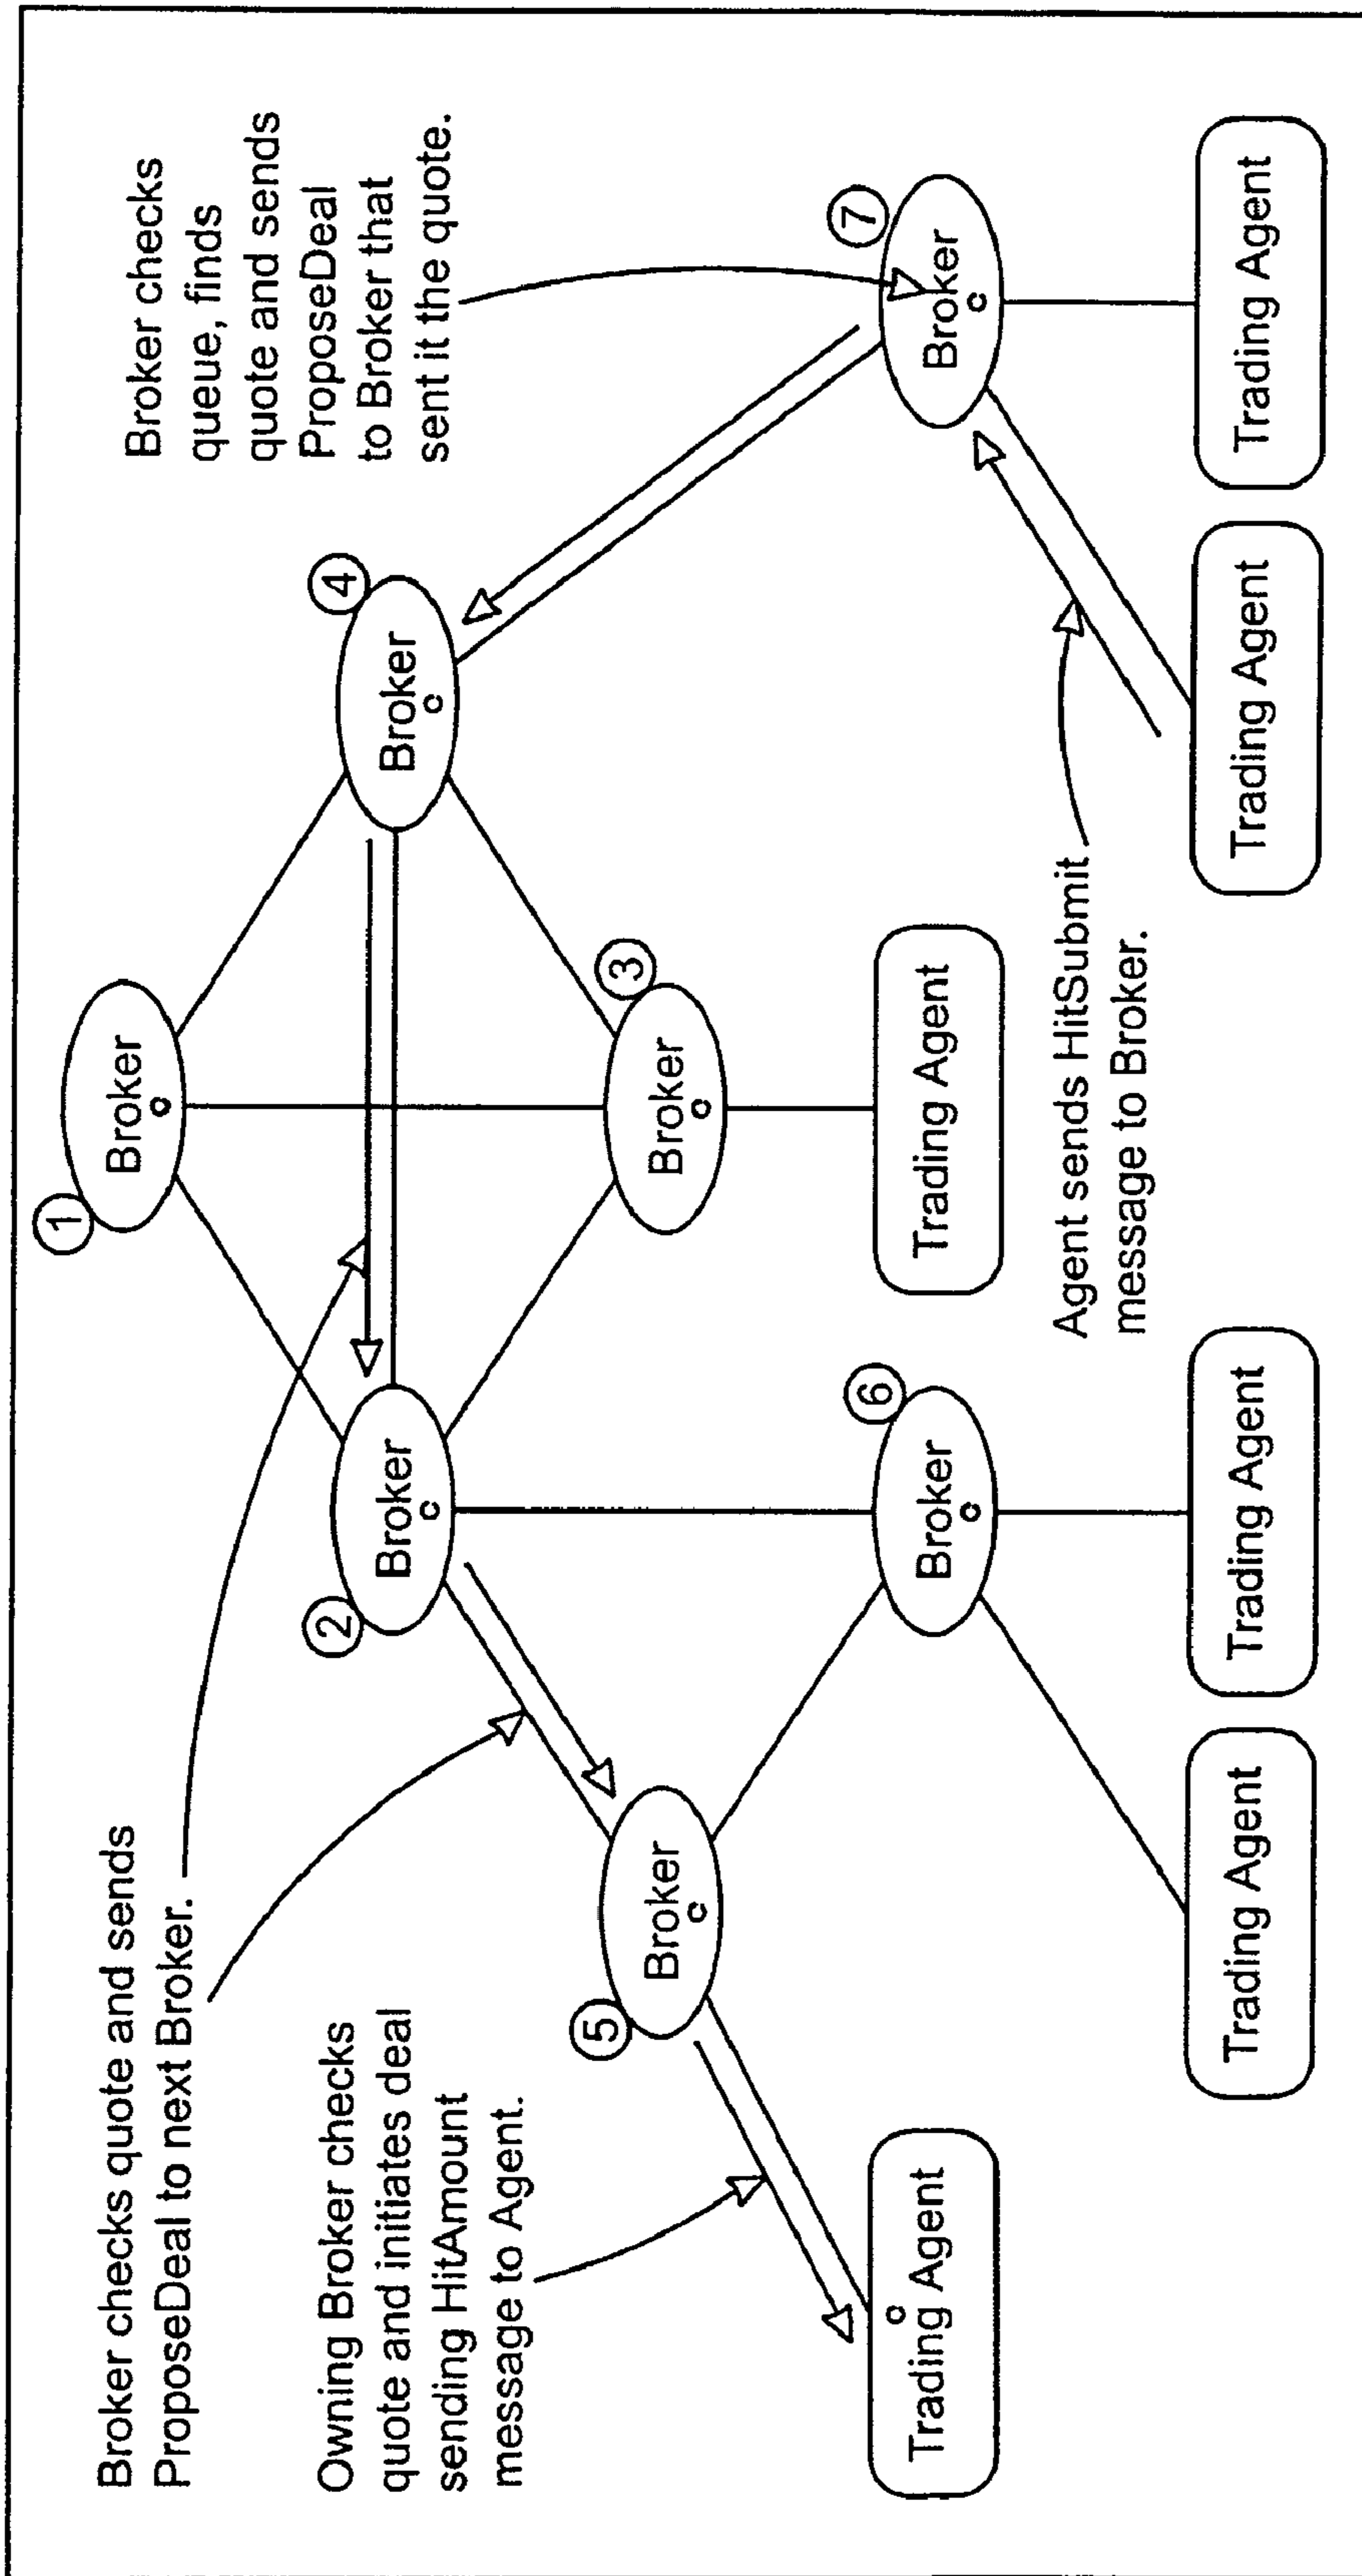 Broker checks quote and sends
ProposeDeal to next Broker.
Owning Broker checks
quote and initiates deal
sending HitAmount
message to Agent.
Broker checks
queue, finds
quote and sends
ProposeDeal
to Broker that
sent it the quote.
1
Broker
c
2
Broker
c
4
Broker
c
3
Broker
c
5
Broker
c
6
Broker
c
7
Broker
c
Trading Agent
c
Trading Agent
Agent sends HitSubmit
message to Broker.
Trading Agent
Trading Agent
Trading Agent
Trading Agent